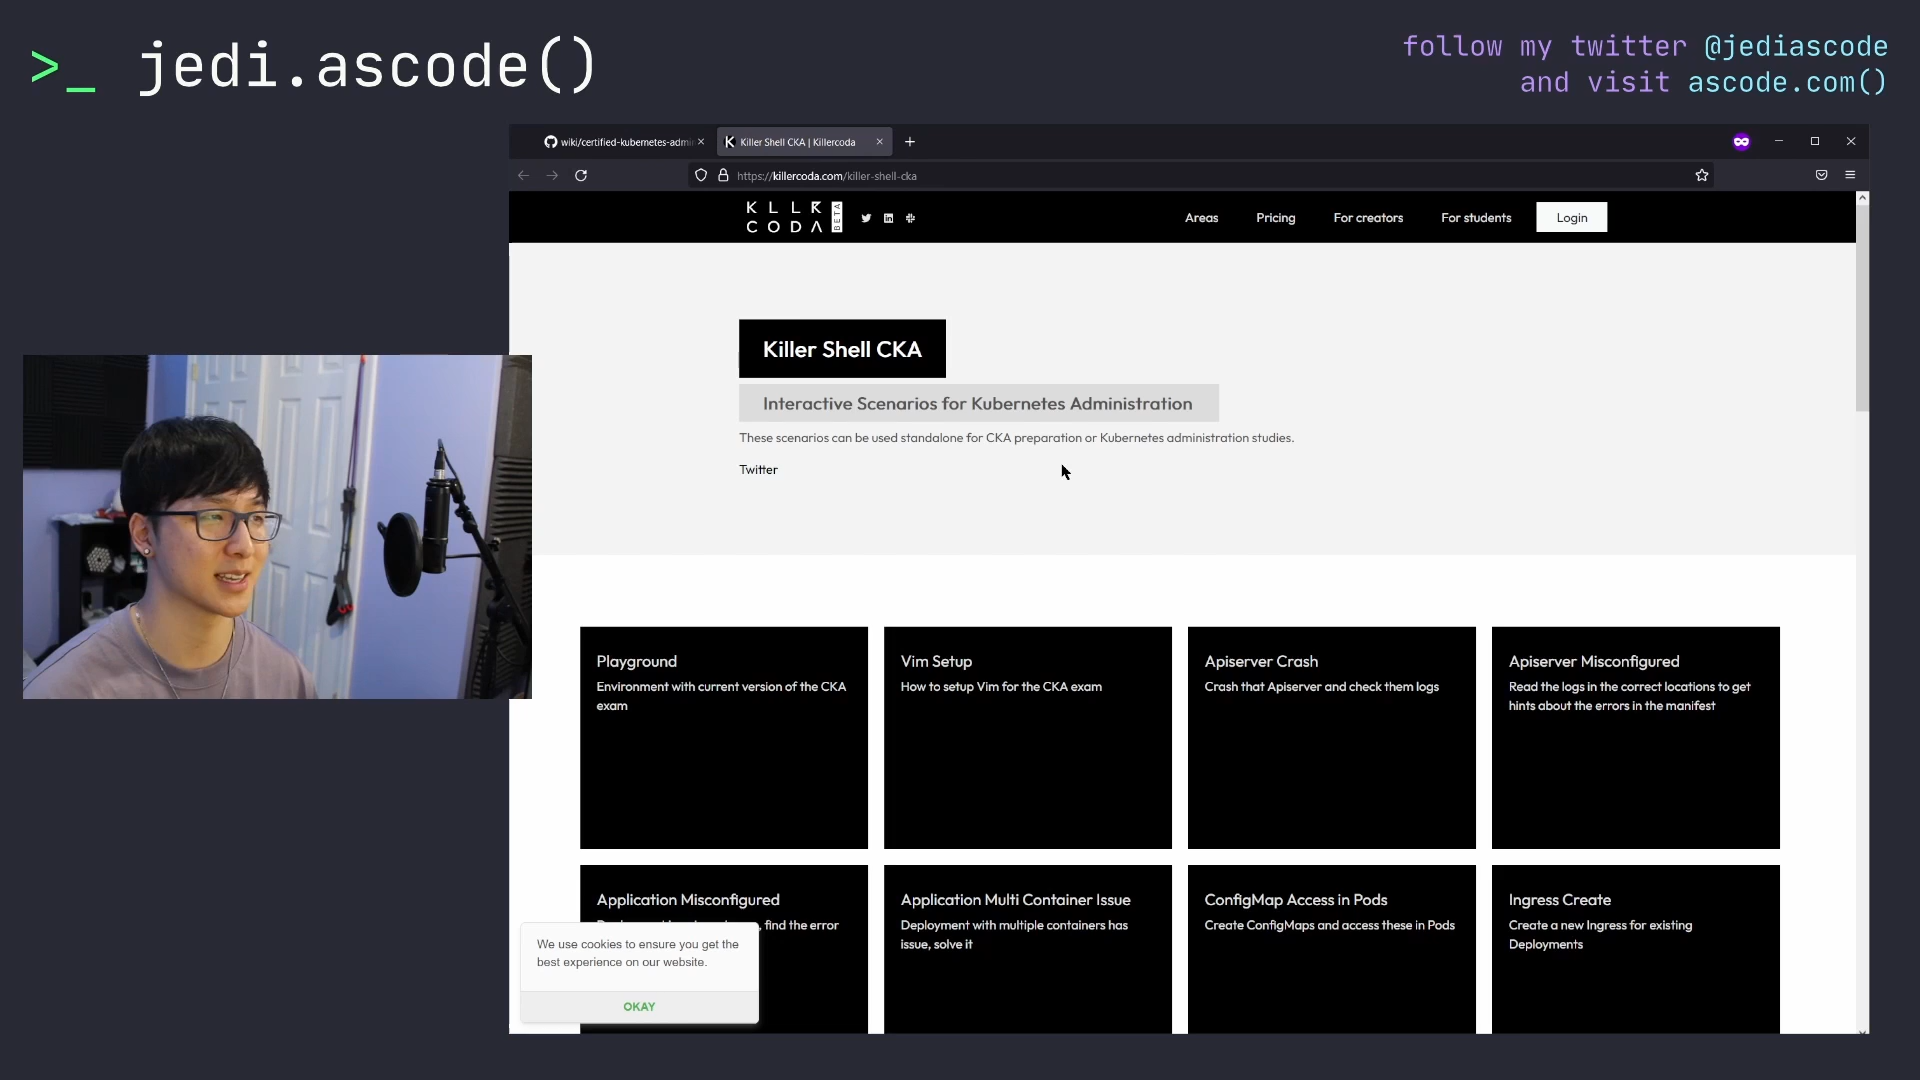 >_ jedi.ascode()
follow my twitter @jediascode
and visit ascode.com()
wiki/certified-kubernetes-admi
Killer Shell CKA | Killercoda
https://killercoda.com/killer-shell-cka
KLLR
CODA
BETA
Areas
Pricing
For creators
For students
Login
Killer Shell CKA
Interactive Scenarios for Kubernetes Administration
These scenarios can be used standalone for CKA preparation or Kubernetes administration studies.
Twitter
Playground
Environment with current version of the CKA
exam
Vim Setup
How to setup Vim for the CKA exam
Apiserver Crash
Crash that Apiserver and check them logs
Apiserver Misconfigured
Read the logs in the correct locations to get
hints about the errors in the manifest
Application Misconfigured
, find the error
Application Multi Container Issue
Deployment with multiple containers has
issue, solve it
ConfigMap Access in Pods
Create ConfigMaps and access these in Pods
Ingress Create
Create a new Ingress for existing
Deployments
We use cookies to ensure you get the
best experience on our website.
OKAY